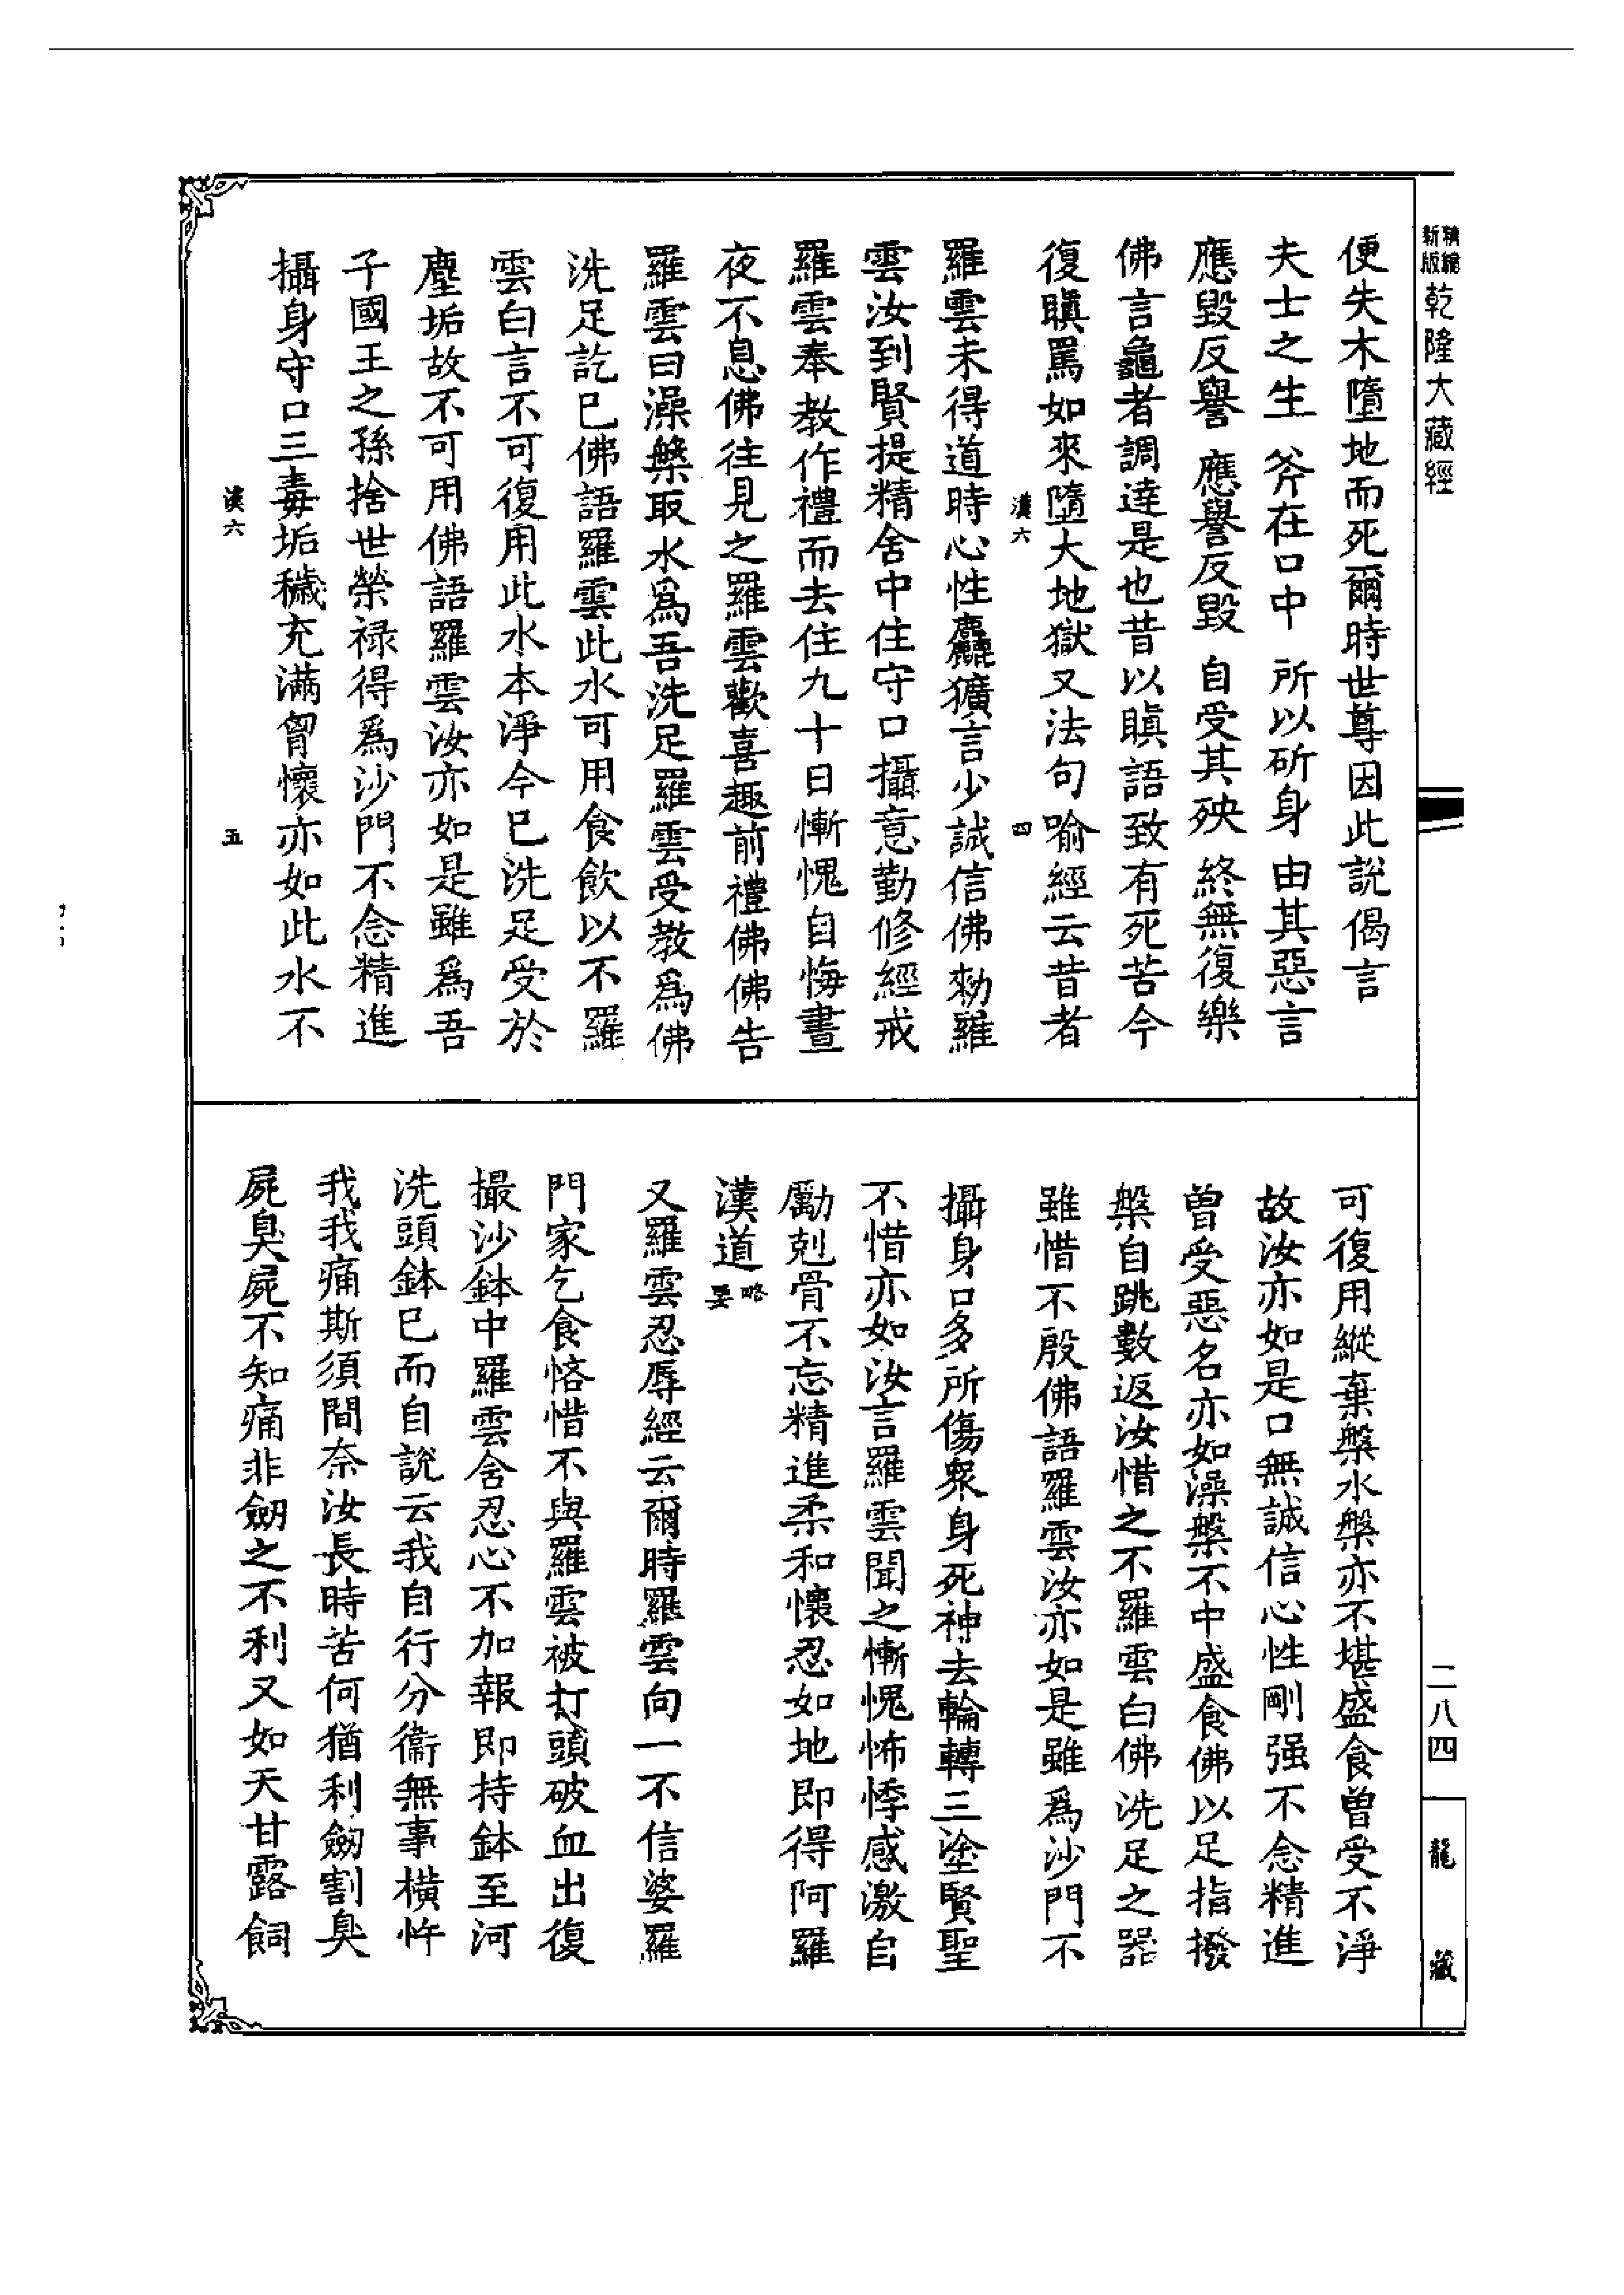 精縮新版
乾隆大藏經
便失木墮地而死爾時世尊因此說偈言
夫士之生 斧在口中 所以斫身 由其惡言
應毀反譽 應譽反毀 自受其殃 終無復樂
佛言龜者調達是也昔以瞋語致有死苦今
復瞋罵如來墮大地獄又法句喻經云昔者
漢六 四
羅雲未得道時心性麤獷言少誠信佛勑羅
雲汝到賢提精舍中住守口攝意勤修經戒
羅雲奉教作禮而去住九十日慚愧自悔晝
夜不息佛往見之羅雲歡喜趣前禮佛佛告
羅雲曰澡槃取水為吾洗足羅雲受教為佛
洗足訖已佛語羅雲此水可用食飲以不羅
雲白言不可復用此水本淨今已洗足受於
塵垢故不可用佛語羅雲汝亦如是雖為吾
子國王之孫捨世榮祿得為沙門不念精進
攝身守口三毒垢穢充滿胷懷亦如此水不
漢六 五
可復用縱棄槃水槃亦不堪盛食曾受不淨
故汝亦如是口無誠信心性剛强不念精進
曾受惡名亦如澡槃不中盛食佛以足指撥
槃自跳數返汝惜之不羅雲白佛洗足之器
雖惜不殷佛語羅雲汝亦如是雖為沙門不
攝身口多所傷衆身死神去輪轉三塗賢聖
不惜亦如汝言羅雲聞之慚愧怖悸感激自
勵剋骨不忘精進柔和懷忍如地即得阿羅
漢道略要
又羅雲忍辱經云爾時羅雲向一不信婆羅
門家乞食悋惜不與羅雲被打頭破血出復
撮沙鉢中羅雲含忍心不加報即持鉢至河
洗頭鉢已而自說云我自行分衞無事橫忤
我我痛斯須間奈汝長時苦何猶利劒割臭
屍臭屍不知痛非劒之不利又如天甘露飼
二八四
龍藏